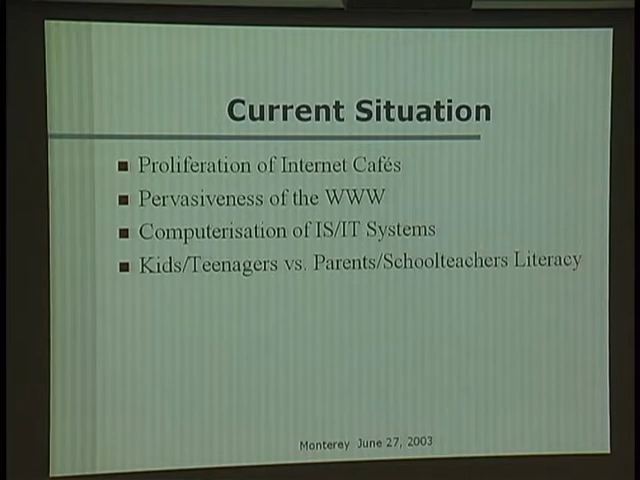 Current Situation
Proliferation of Internet Cafés
Pervasiveness of the WWW
Computerisation of IS/IT Systems
Kids/Teenagers vs. Parents/Schoolteachers Literacy
Monterey June 27, 2003